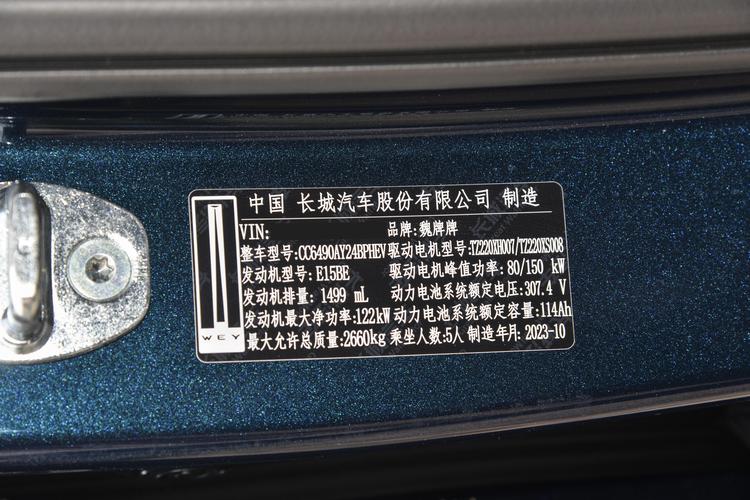 中国 长城汽车股份有限公司 制造
VIN: 品牌:魏牌牌
整车型号:CC6490AY24BPHEV 驱动电机型号:TZ220XH007/TZ220XS008
发动机型号:E15BE 驱动电机峰值功率:80/150 kW
发动机排量:1499 mL 动力电池系统额定电压:307.4 V
发动机最大净功率:122kW 动力电池系统额定容量:114Ah
最大允许总质量:2660kg 乘坐人数:5人 制造年月:2023-10
WEY